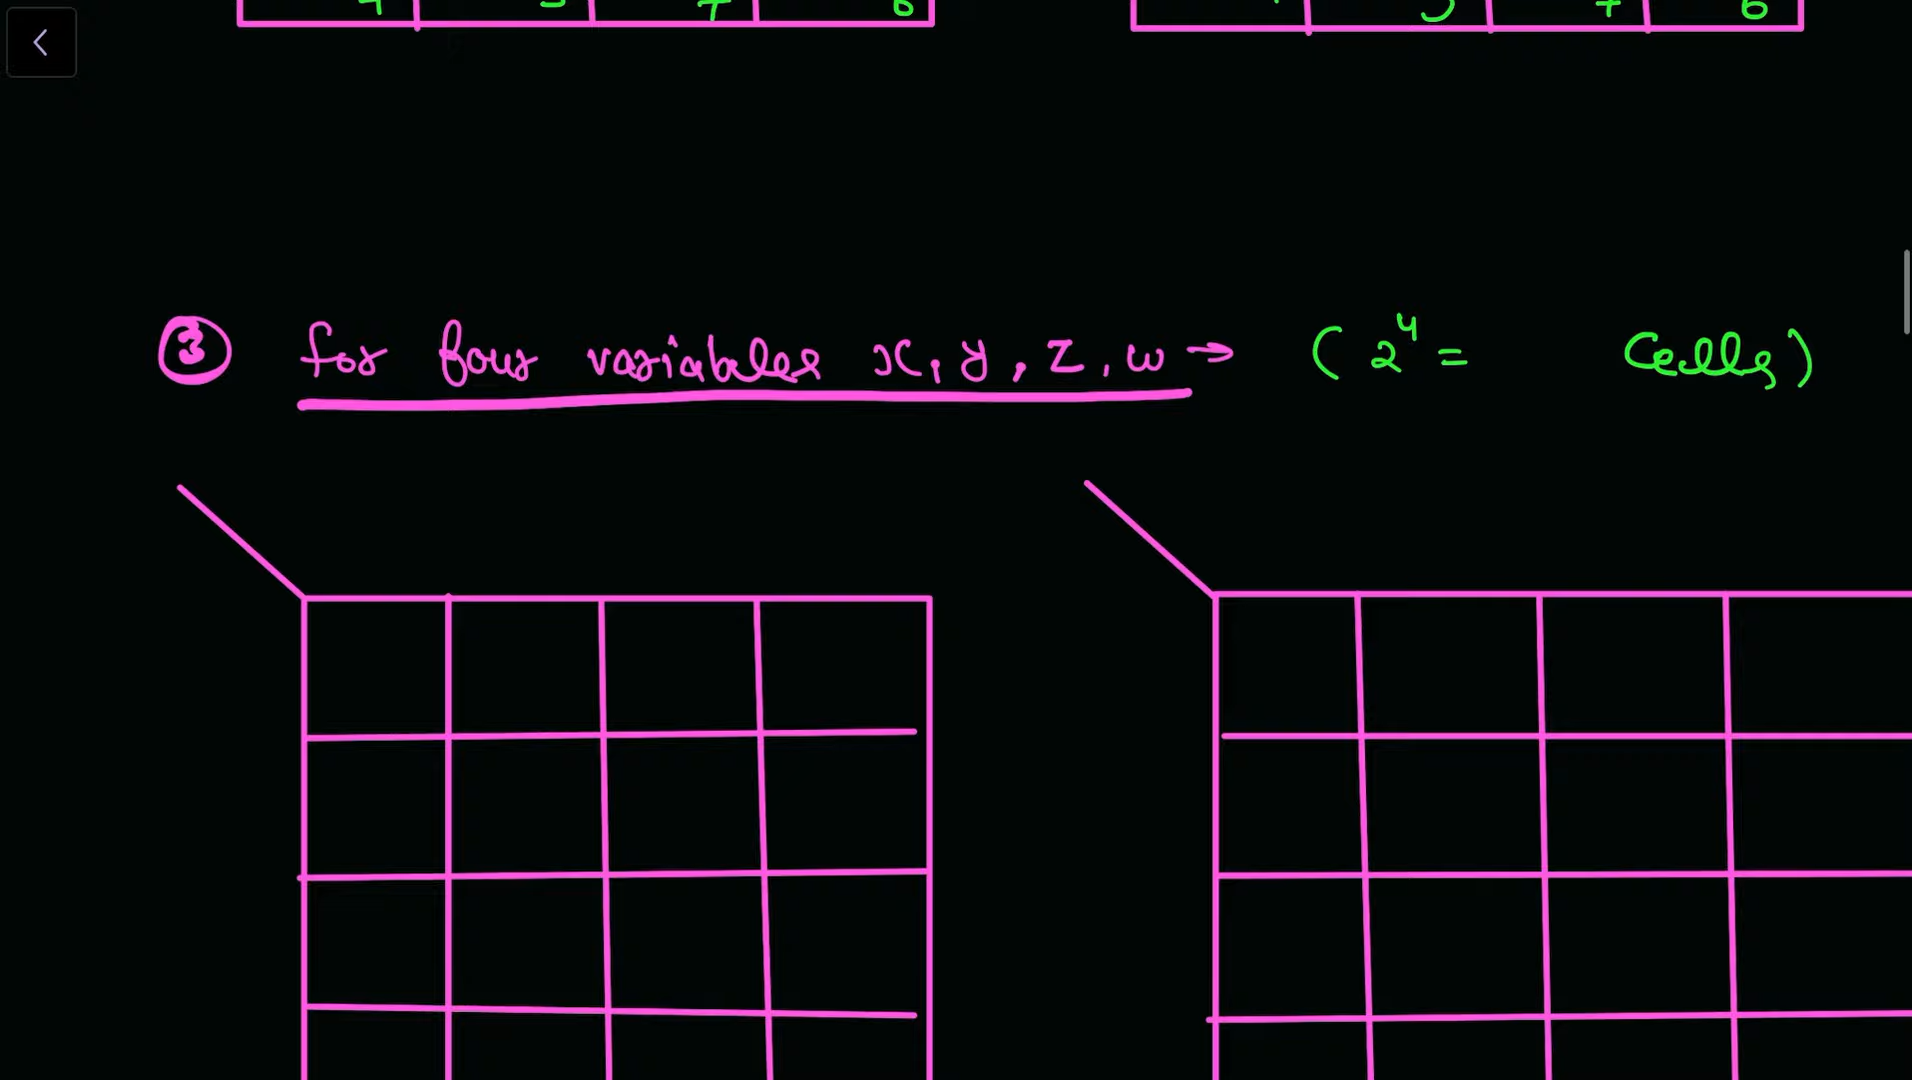 3 for four variables x, y, z, w → ( 2⁴ = Cells)